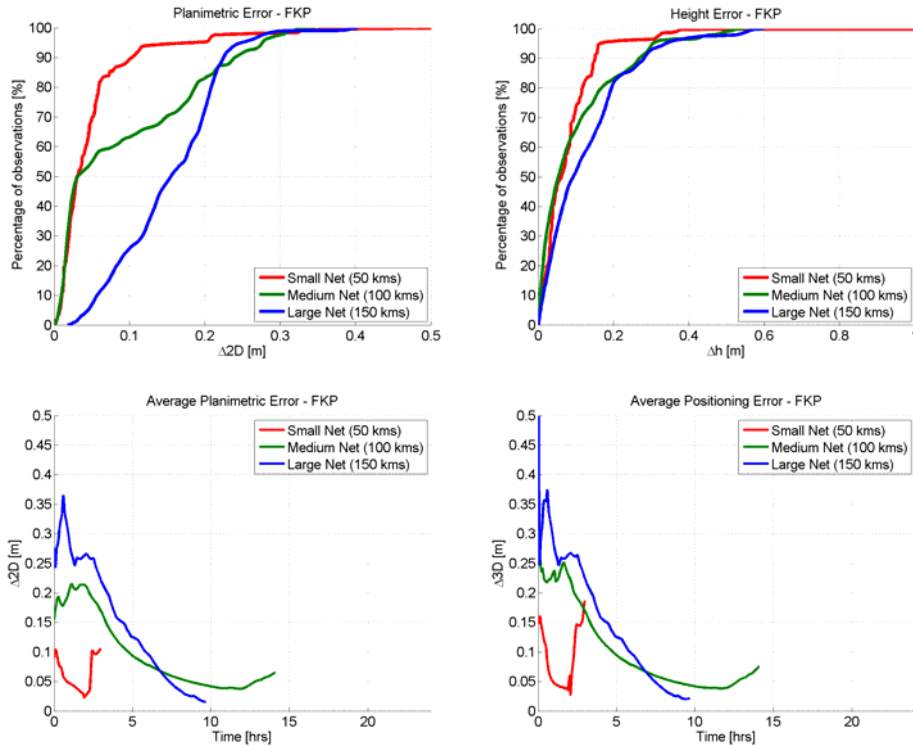 Planimetric Error - FKP
Percentage of observations [%]
100
90
80
70
60
50
40
30
20
10
0
0 0.1 0.2 0.3 0.4 0.5
Δ2D [m]
Small Net (50 kms)
Medium Net (100 kms)
Large Net (150 kms)
Height Error - FKP
Percentage of observations [%]
100
90
80
70
60
50
40
30
20
10
0
0 0.2 0.4 0.6 0.8
Δh [m]
Small Net (50 kms)
Medium Net (100 kms)
Large Net (150 kms)
Average Planimetric Error - FKP
Δ2D [m]
0.5
0.45
0.4
0.35
0.3
0.25
0.2
0.15
0.1
0.05
0
0 5 10 15 20
Time [hrs]
Small Net (50 kms)
Medium Net (100 kms)
Large Net (150 kms)
Average Positioning Error - FKP
Δ3D [m]
0.5
0.45
0.4
0.35
0.3
0.25
0.2
0.15
0.1
0.05
0
0 5 10 15 20
Time [hrs]
Small Net (50 kms)
Medium Net (100 kms)
Large Net (150 kms)